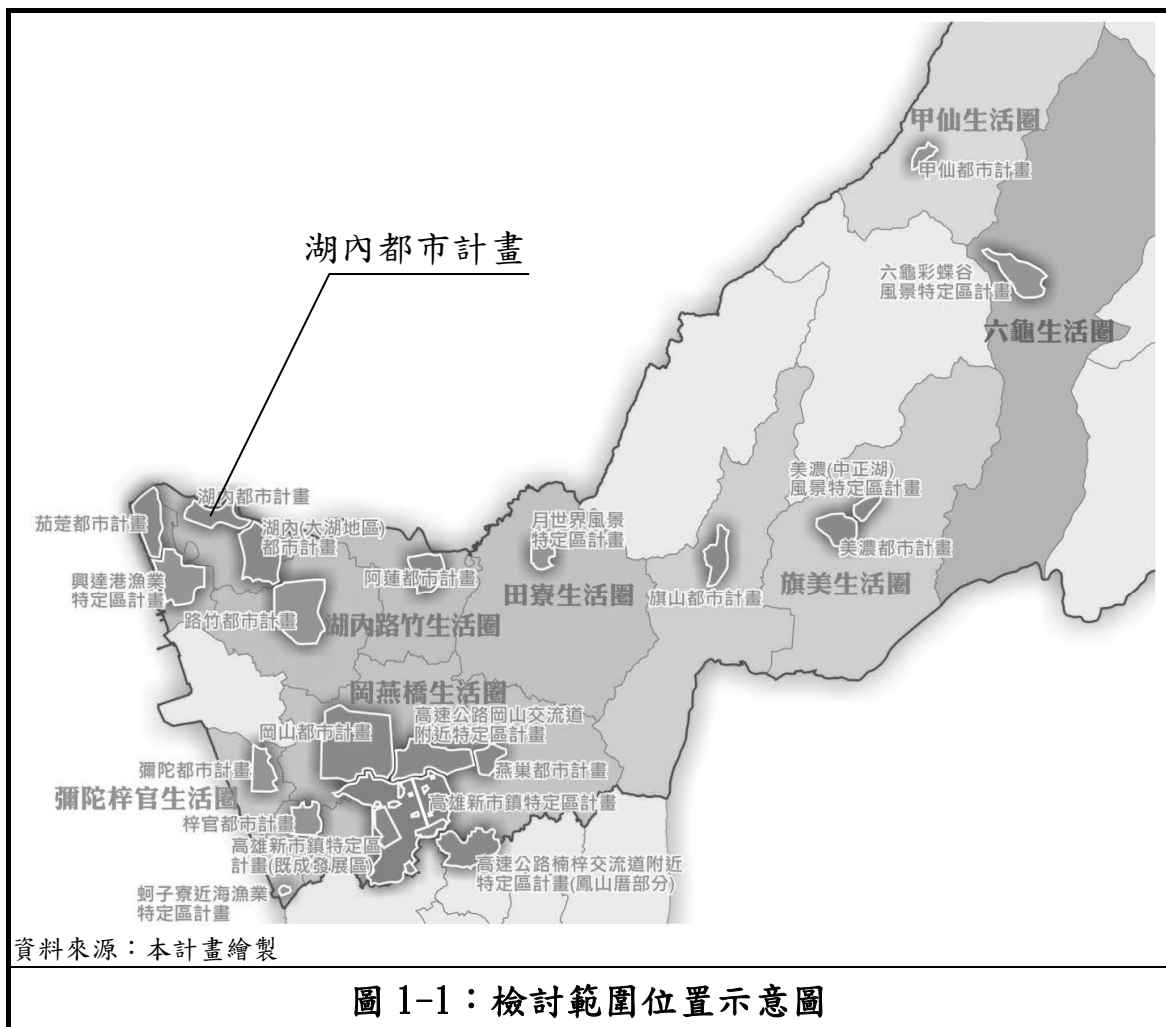 甲仙生活圈
甲仙都市計畫
湖內都市計畫
六龜彩蝶谷
風景特定區計畫
六龜生活圈
美濃(中正湖)
風景特定區計畫
湖內都市計畫
茄萣都市計畫
湖內(大湖地區)
都市計畫
月世界風景
特定區計畫
美濃都市計畫
興達港漁業
特定區計畫
阿蓮都市計畫
田寮生活圈
旗山都市計畫
旗美生活圈
路竹都市計畫
湖內路竹生活圈
岡燕橋生活圈
岡山都市計畫
高速公路岡山交流道
附近特定區計畫
彌陀都市計畫
燕巢都市計畫
彌陀梓官生活圈
高雄新市鎮特定區計畫
梓官都市計畫
高雄新市鎮特定區
計畫(既成發展區)
高速公路楠梓交流道附近
特定區計畫(鳳山厝部分)
蚵子寮近海漁業
特定區計畫
資料來源：本計畫繪製
圖 1-1：檢討範圍位置示意圖